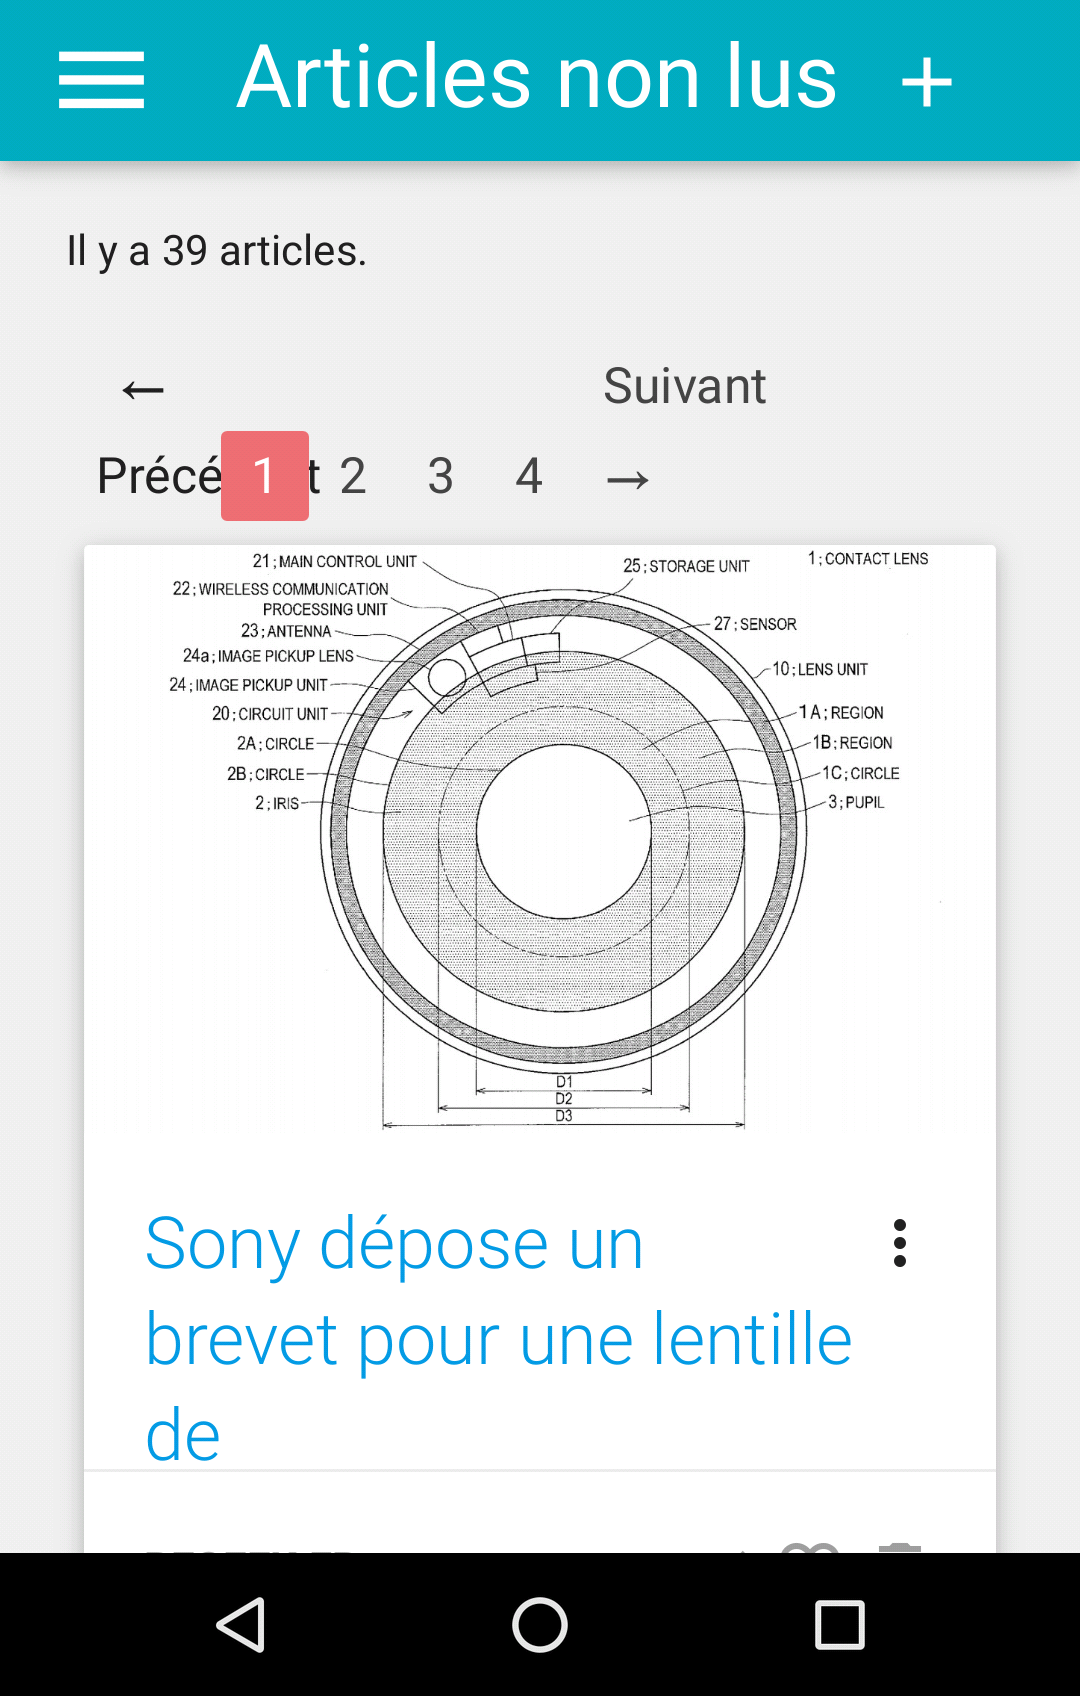 Articles non lus +
Il y a 39 articles.
← Suivant
Précé 1 t 2 3 4 →
21; MAIN CONTROL UNIT
25; STORAGE UNIT
1; CONTACT LENS
22; WIRELESS COMMUNICATION
PROCESSING UNIT
23; ANTENNA
27; SENSOR
24a; IMAGE PICKUP LENS
10; LENS UNIT
24; IMAGE PICKUP UNIT
20; CIRCUIT UNIT
1A; REGION
2A; CIRCLE
1B; REGION
2B; CIRCLE
1C; CIRCLE
2; IRIS
3; PUPIL
D1
D2
D3
Sony dépose un
brevet pour une lentille
de